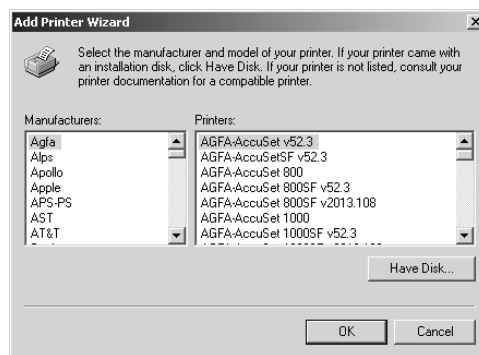 Add Printer Wizard
Select the manufacturer and model of your printer. If your printer came with
an installation disk, click Have Disk. If your printer is not listed, consult your
printer documentation for a compatible printer.
Manufacturers:
Agfa
Alps
Apollo
Apple
APS-PS
AST
AT&T
Printers:
AGFA-AccuSet v52.3
AGFA-AccuSetSF v52.3
AGFA-AccuSet 800
AGFA-AccuSet 800SF v52.3
AGFA-AccuSet 800SF v2013.108
AGFA-AccuSet 1000
AGFA-AccuSet 1000SF v52.3
Have Disk...
OK
Cancel